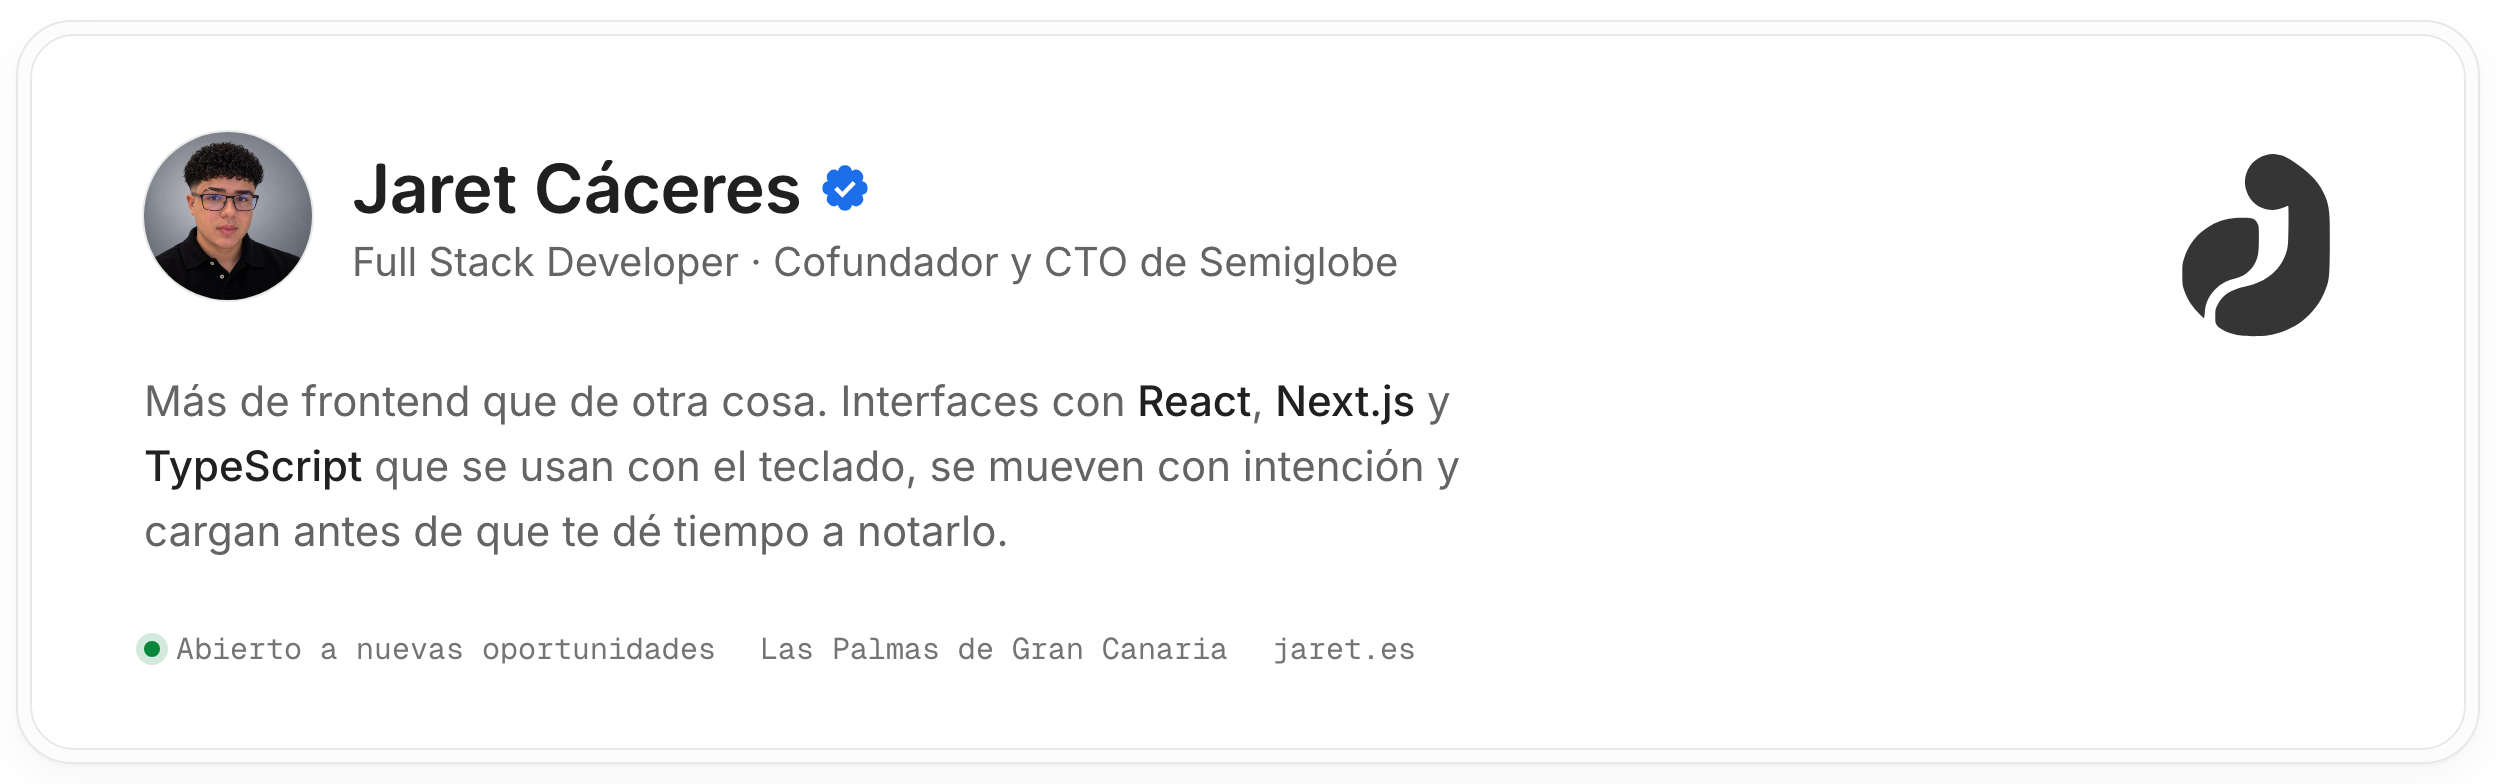 Jaret Cáceres
Full Stack Developer · Cofundador y CTO de Semiglobe
Más de frontend que de otra cosa. Interfaces con React, Next.js y
TypeScript que se usan con el teclado, se mueven con intención y
cargan antes de que te dé tiempo a notarlo.
Abierto a nuevas oportunidades Las Palmas de Gran Canaria jaret.es